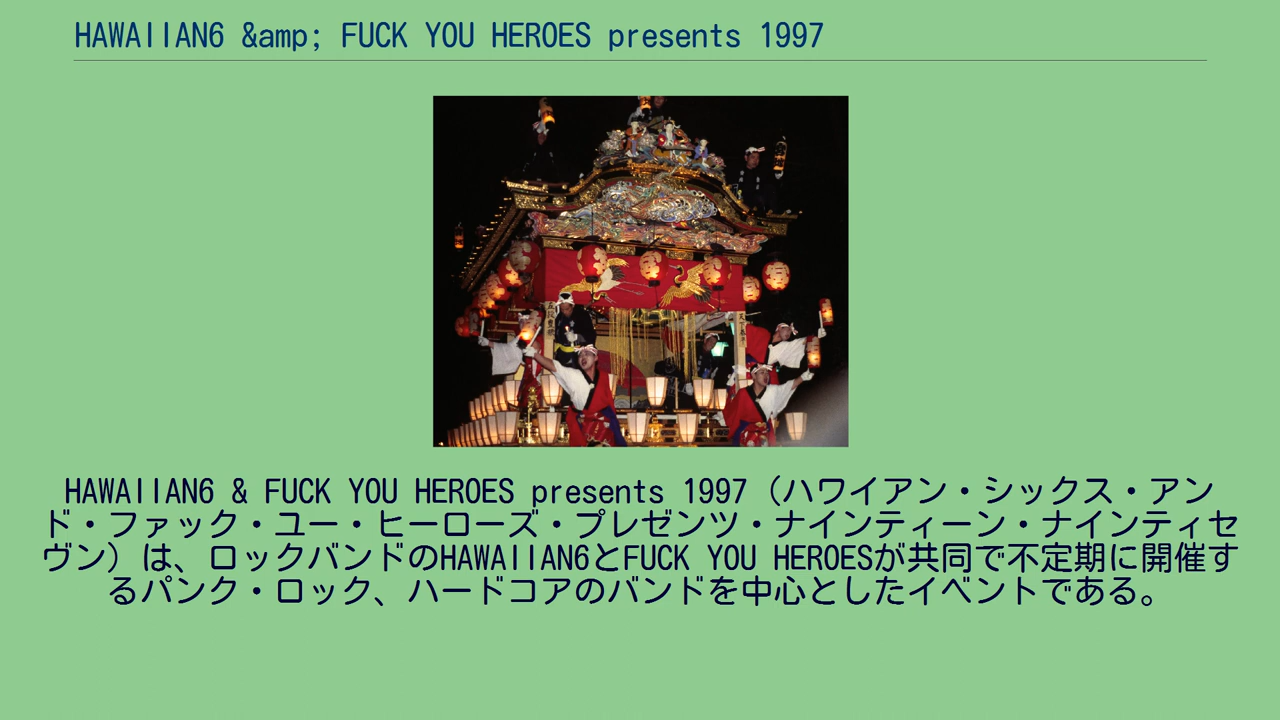 HAWAIIAN6 &amp; FUCK YOU HEROES presents 1997
HAWAIIAN6 & FUCK YOU HEROES presents 1997（ハワイアン・シックス・アン
ド・ファック・ユー・ヒーローズ・プレゼンツ・ナインティーン・ナインティセ
ヴン）は、ロックバンドのHAWAIIAN6とFUCK YOU HEROESが共同で不定期に開催す
るパンク・ロック、ハードコアのバンドを中心としたイベントである。